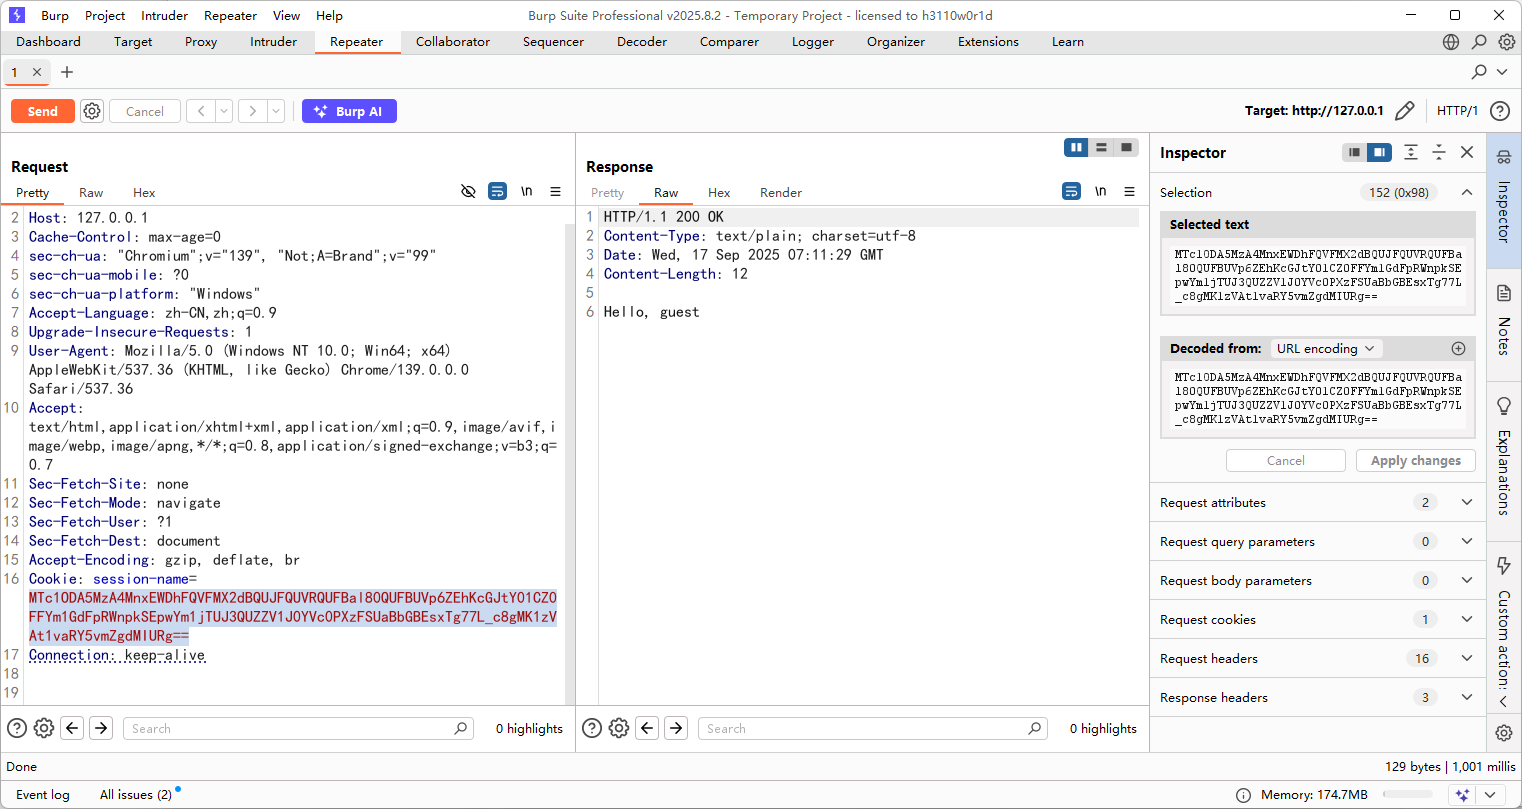 Burp Project Intruder Repeater View Help
Burp Suite Professional v2025.8.2 - Temporary Project - licensed to h3110w0r1d
Dashboard Target Proxy Intruder Repeater Collaborator Sequencer Decoder Comparer Logger Organizer Extensions Learn
1
Send Cancel Burp AI
Target: http://127.0.0.1 HTTP/1
Request
Pretty Raw Hex
\n
2 Host: 127.0.0.1
3 Cache-Control: max-age=0
4 sec-ch-ua: "Chromium";v="139", "Not;A=Brand";v="99"
5 sec-ch-ua-mobile: ?0
6 sec-ch-ua-platform: "Windows"
7 Accept-Language: zh-CN,zh;q=0.9
8 Upgrade-Insecure-Requests: 1
9 User-Agent: Mozilla/5.0 (Windows NT 10.0; Win64; x64)
AppleWebKit/537.36 (KHTML, like Gecko) Chrome/139.0.0.0
Safari/537.36
10 Accept:
text/html,application/xhtml+xml,application/xml;q=0.9,image/avif,i
mage/webp,image/apng,*/*;q=0.8,application/signed-exchange;v=b3;q=
0.7
11 Sec-Fetch-Site: none
12 Sec-Fetch-Mode: navigate
13 Sec-Fetch-User: ?1
14 Sec-Fetch-Dest: document
15 Accept-Encoding: gzip, deflate, br
16 Cookie: session-name=
17 Connection: keep-alive
18
19
Search
0 highlights
Response
Pretty Raw Hex Render
\n
1 HTTP/1.1 200 OK
2 Content-Type: text/plain; charset=utf-8
3 Date: Wed, 17 Sep 2025 07:11:29 GMT
4 Content-Length: 12
5
6 Hello, guest
Search
0 highlights
Inspector
Selection 152 (0x98)
Selected text
Decoded from: URL encoding
Cancel Apply changes
Request attributes 2
Request query parameters 0
Request body parameters 0
Request cookies 1
Request headers 16
Response headers 3
Inspector
Notes
Explanations
Done
129 bytes | 1,001 millis
Event log All issues (2)
Memory: 174.7MB